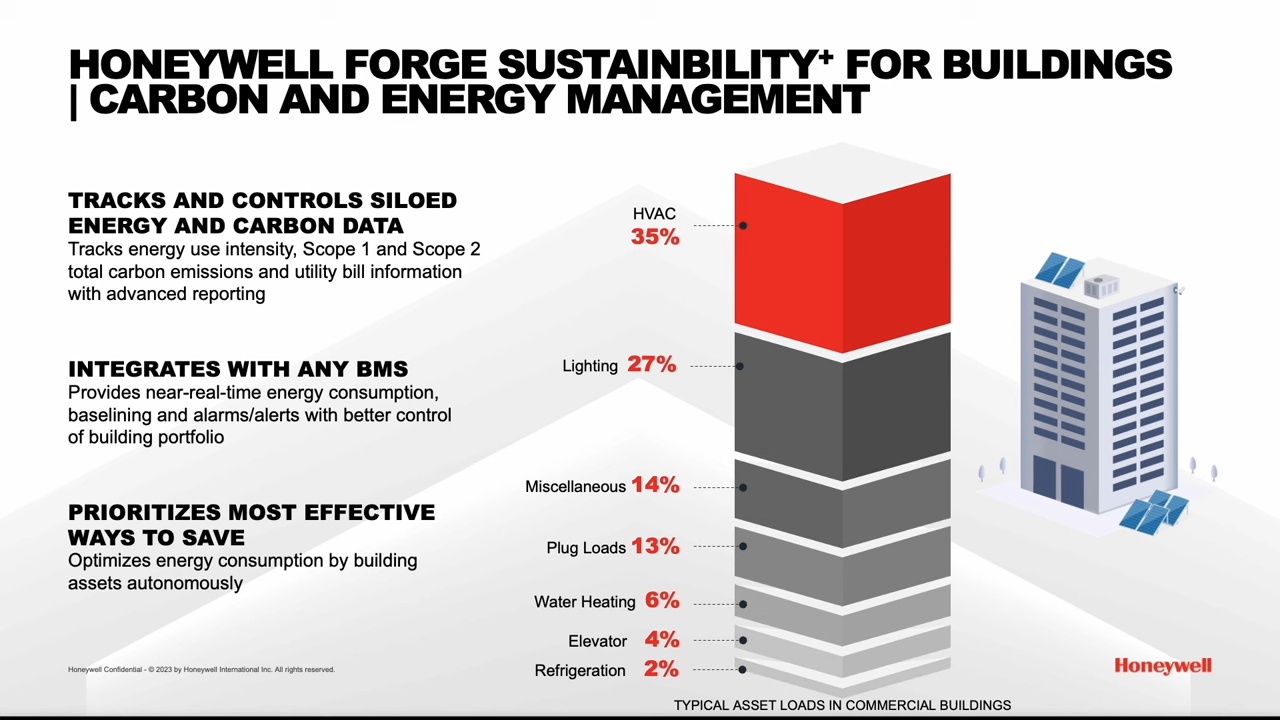 HONEYWELL FORGE SUSTAINBILITY+ FOR BUILDINGS
| CARBON AND ENERGY MANAGEMENT
TRACKS AND CONTROLS SILOED
ENERGY AND CARBON DATA
Tracks energy use intensity, Scope 1 and Scope 2
total carbon emissions and utility bill information
with advanced reporting
INTEGRATES WITH ANY BMS
Provides near-real-time energy consumption,
baselining and alarms/alerts with better control
of building portfolio
PRIORITIZES MOST EFFECTIVE
WAYS TO SAVE
Optimizes energy consumption by building
assets autonomously
HVAC
35%
Lighting 27%
Miscellaneous 14%
Plug Loads 13%
Water Heating 6%
Elevator 4%
Refrigeration 2%
TYPICAL ASSET LOADS IN COMMERCIAL BUILDINGS
Honeywell Confidential - © 2023 by Honeywell International Inc. All rights reserved.
Honeywell